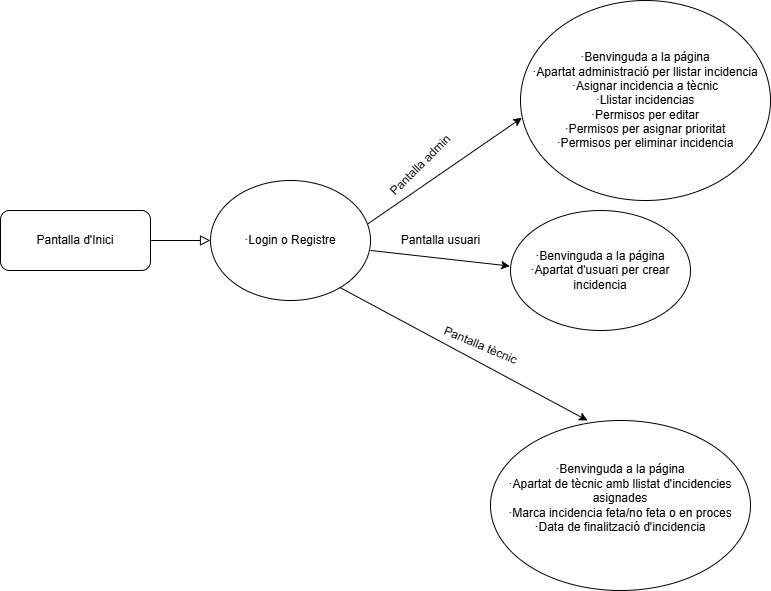 ·Benvinguda a la página
·Apartat administració per llistar incidencia
·Asignar incidencia a tècnic
·Llistar incidencias
·Permisos per editar
·Permisos per asignar prioritat
·Permisos per eliminar incidencia
Pantalla admin
Pantalla d'Inici
·Login o Registre
Pantalla usuari
·Benvinguda a la página
·Apartat d'usuari per crear
incidencia
Pantalla tècnic
·Benvinguda a la página
·Apartat de tècnic amb llistat d'incidencies
asignades
·Marca incidencia feta/no feta o en proces
·Data de finalització d'incidencia